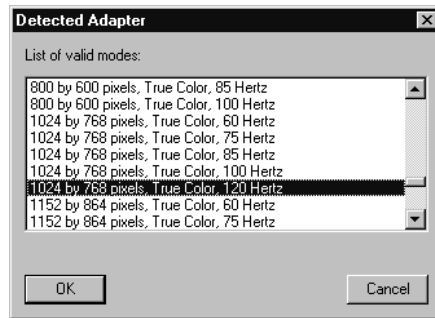 Detected Adapter
List of valid modes:
800 by 600 pixels, True Color, 85 Hertz
800 by 600 pixels, True Color, 100 Hertz
1024 by 768 pixels, True Color, 60 Hertz
1024 by 768 pixels, True Color, 75 Hertz
1024 by 768 pixels, True Color, 85 Hertz
1024 by 768 pixels, True Color, 100 Hertz
1024 by 768 pixels, True Color, 120 Hertz
1152 by 864 pixels, True Color, 60 Hertz
1152 by 864 pixels, True Color, 75 Hertz
OK Cancel